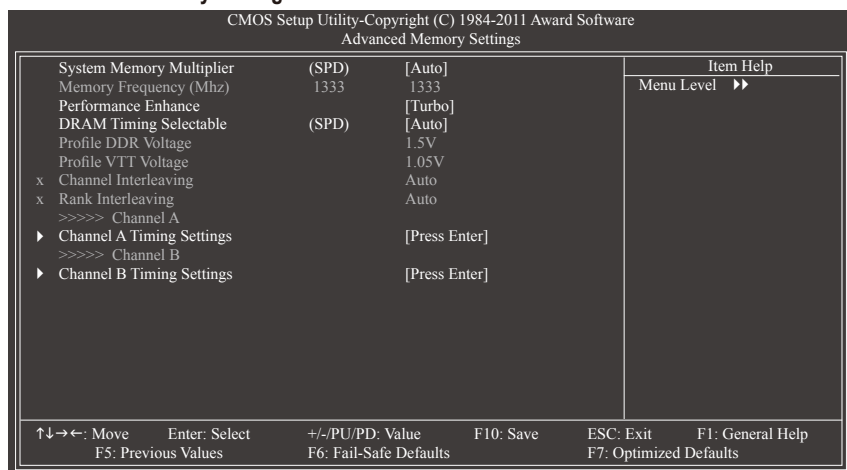 CMOS Setup Utility-Copyright (C) 1984-2011 Award Software
Advanced Memory Settings
System Memory Multiplier (SPD) [Auto]
Memory Frequency (Mhz) 1333 1333
Performance Enhance [Turbo]
DRAM Timing Selectable (SPD) [Auto]
Profile DDR Voltage 1.5V
Profile VTT Voltage 1.05V
x Channel Interleaving Auto
x Rank Interleaving Auto
>>>>> Channel A
Channel A Timing Settings [Press Enter]
>>>>> Channel B
Channel B Timing Settings [Press Enter]
Item Help
Menu Level
↑↓→←: Move Enter: Select +/-/PU/PD: Value F10: Save ESC: Exit F1: General Help
F5: Previous Values F6: Fail-Safe Defaults F7: Optimized Defaults